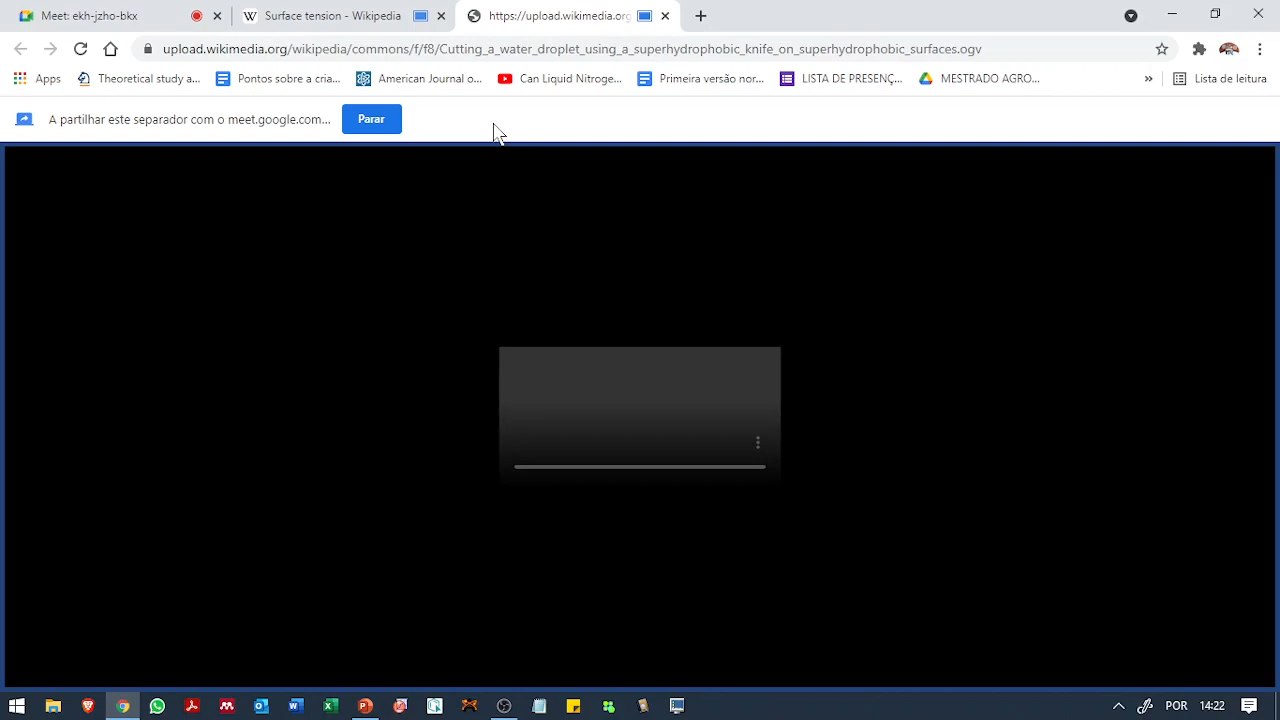 Meet: ekh-jzho-bkx
Surface tension - Wikipedia
https://upload.wikimedia.org
upload.wikimedia.org/wikipedia/commons/f/f8/Cutting_a_water_droplet_using_a_superhydrophobic_knife_on_superhydrophobic_surfaces.ogv
Apps
Theoretical study a...
Pontos sobre a cria...
American Journal o...
Can Liquid Nitroge...
Primeira versão nor...
LISTA DE PRESENÇ...
MESTRADO AGRO...
»
Lista de leitura
A partilhar este separador com o meet.google.com...
Parar
POR
14:22